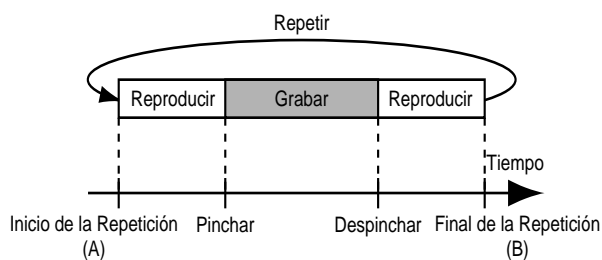 Repetir
Reproducir Grabar Reproducir
Tiempo
Inicio de la Repetición Pinchar Despinchar Final de la Repetición
(A) (B)